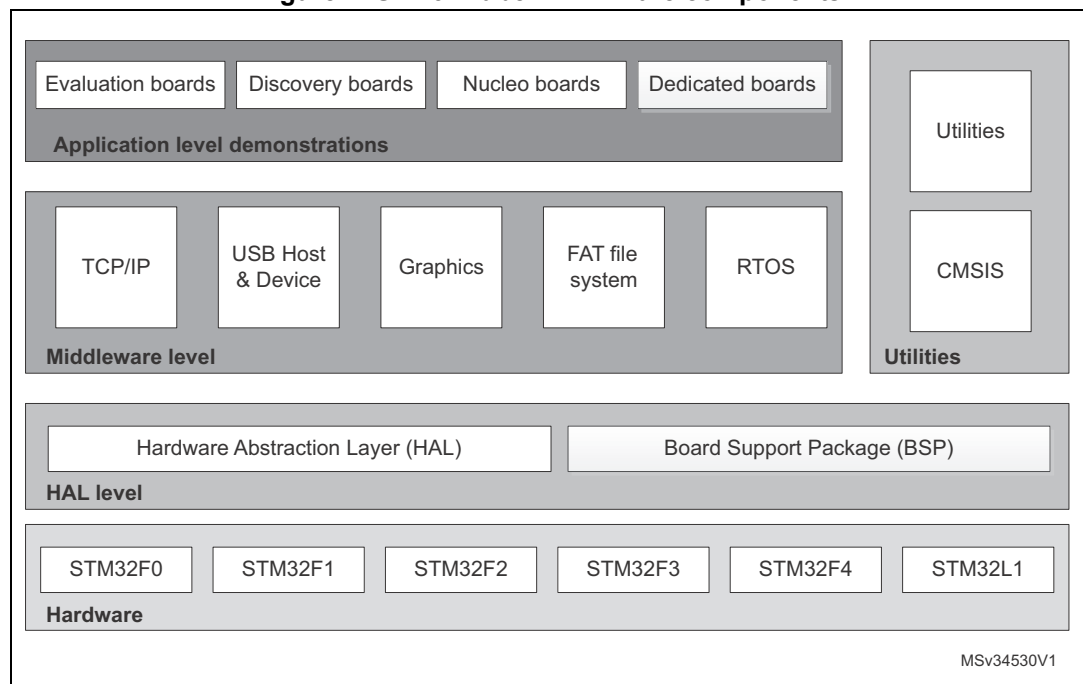 Evaluation boards
Discovery boards
Nucleo boards
Dedicated boards
Application level demonstrations
TCP/IP
USB Host
& Device
Graphics
FAT file
system
RTOS
Middleware level
Utilities
CMSIS
Utilities
Hardware Abstraction Layer (HAL)
Board Support Package (BSP)
HAL level
STM32F0
STM32F1
STM32F2
STM32F3
STM32F4
STM32L1
Hardware
MSv34530V1